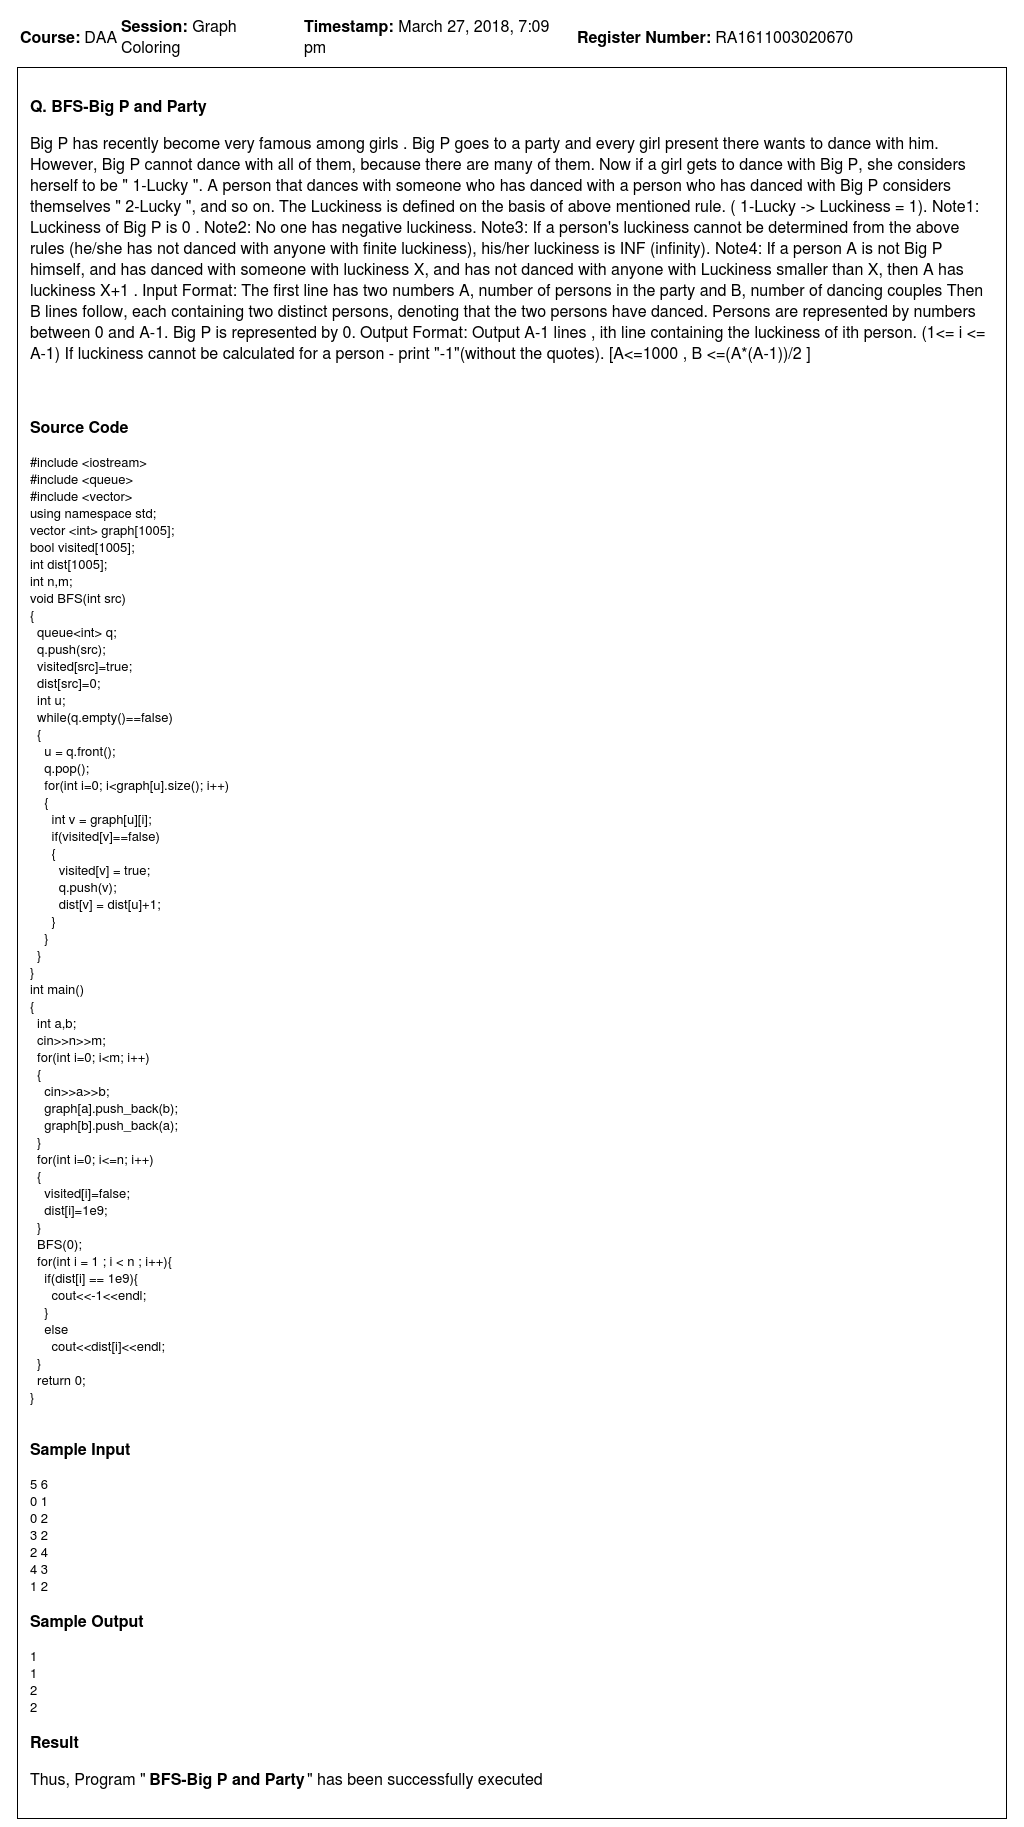 Course: DAA Session: Graph Coloring Timestamp: March 27, 2018, 7:09 pm Register Number: RA1611003020670
Q. BFS-Big P and Party
Big P has recently become very famous among girls . Big P goes to a party and every girl present there wants to dance with him.
However, Big P cannot dance with all of them, because there are many of them. Now if a girl gets to dance with Big P, she considers
herself to be " 1-Lucky ". A person that dances with someone who has danced with a person who has danced with Big P considers
themselves " 2-Lucky ", and so on. The Luckiness is defined on the basis of above mentioned rule. ( 1-Lucky -> Luckiness = 1). Note1:
Luckiness of Big P is 0 . Note2: No one has negative luckiness. Note3: If a person's luckiness cannot be determined from the above
rules (he/she has not danced with anyone with finite luckiness), his/her luckiness is INF (infinity). Note4: If a person A is not Big P
himself, and has danced with someone with luckiness X, and has not danced with anyone with Luckiness smaller than X, then A has
luckiness X+1 . Input Format: The first line has two numbers A, number of persons in the party and B, number of dancing couples Then
B lines follow, each containing two distinct persons, denoting that the two persons have danced. Persons are represented by numbers
between 0 and A-1. Big P is represented by 0. Output Format: Output A-1 lines , ith line containing the luckiness of ith person. (1<= i <=
A-1) If luckiness cannot be calculated for a person - print "-1"(without the quotes). [A<=1000 , B <=(A*(A-1))/2 ]
Source Code
#include <iostream>
#include <queue>
#include <vector>
using namespace std;
vector <int> graph[1005];
bool visited[1005];
int dist[1005];
int n,m;
void BFS(int src)
{
queue<int> q;
q.push(src);
visited[src]=true;
dist[src]=0;
int u;
while(q.empty()==false)
{
u = q.front();
q.pop();
for(int i=0; i<graph[u].size(); i++)
{
int v = graph[u][i];
if(visited[v]==false)
{
visited[v] = true;
q.push(v);
dist[v] = dist[u]+1;
}
}
}
}
int main()
{
int a,b;
cin>>n>>m;
for(int i=0; i<m; i++)
{
cin>>a>>b;
graph[a].push_back(b);
graph[b].push_back(a);
}
for(int i=0; i<=n; i++)
{
visited[i]=false;
dist[i]=1e9;
}
BFS(0);
for(int i = 1 ; i < n ; i++){
if(dist[i] == 1e9){
cout<<-1<<endl;
}
else
cout<<dist[i]<<endl;
}
return 0;
}
Sample Input
5 6
0 1
0 2
3 2
2 4
4 3
1 2
Sample Output
1
1
2
2
Result
Thus, Program " BFS-Big P and Party " has been successfully executed